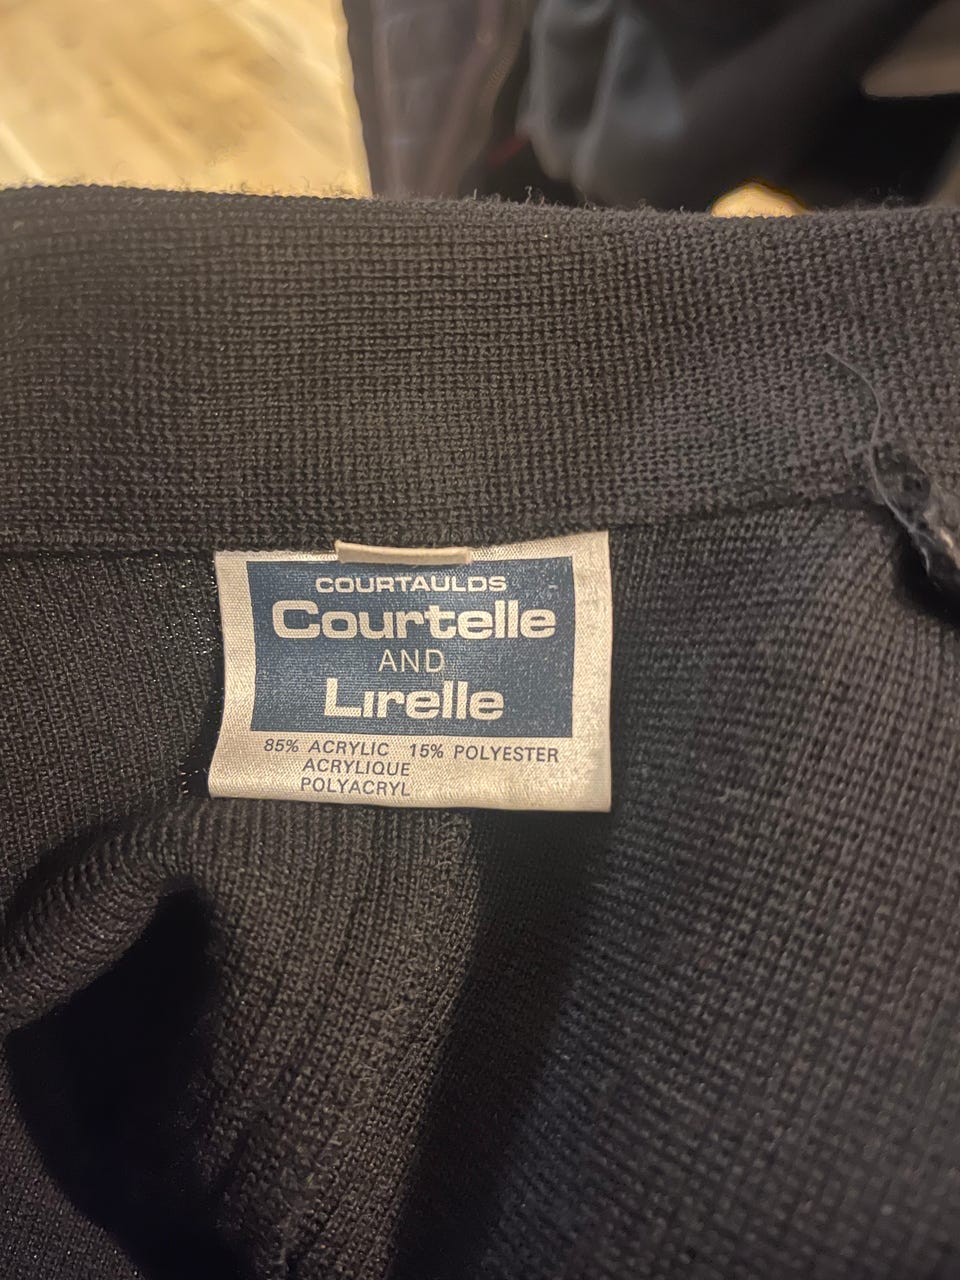 COURTAULDS
Courtelle
AND
Lirelle
85% ACRYLIC 15% POLYESTER
ACRYLIQUE
POLYACRYL